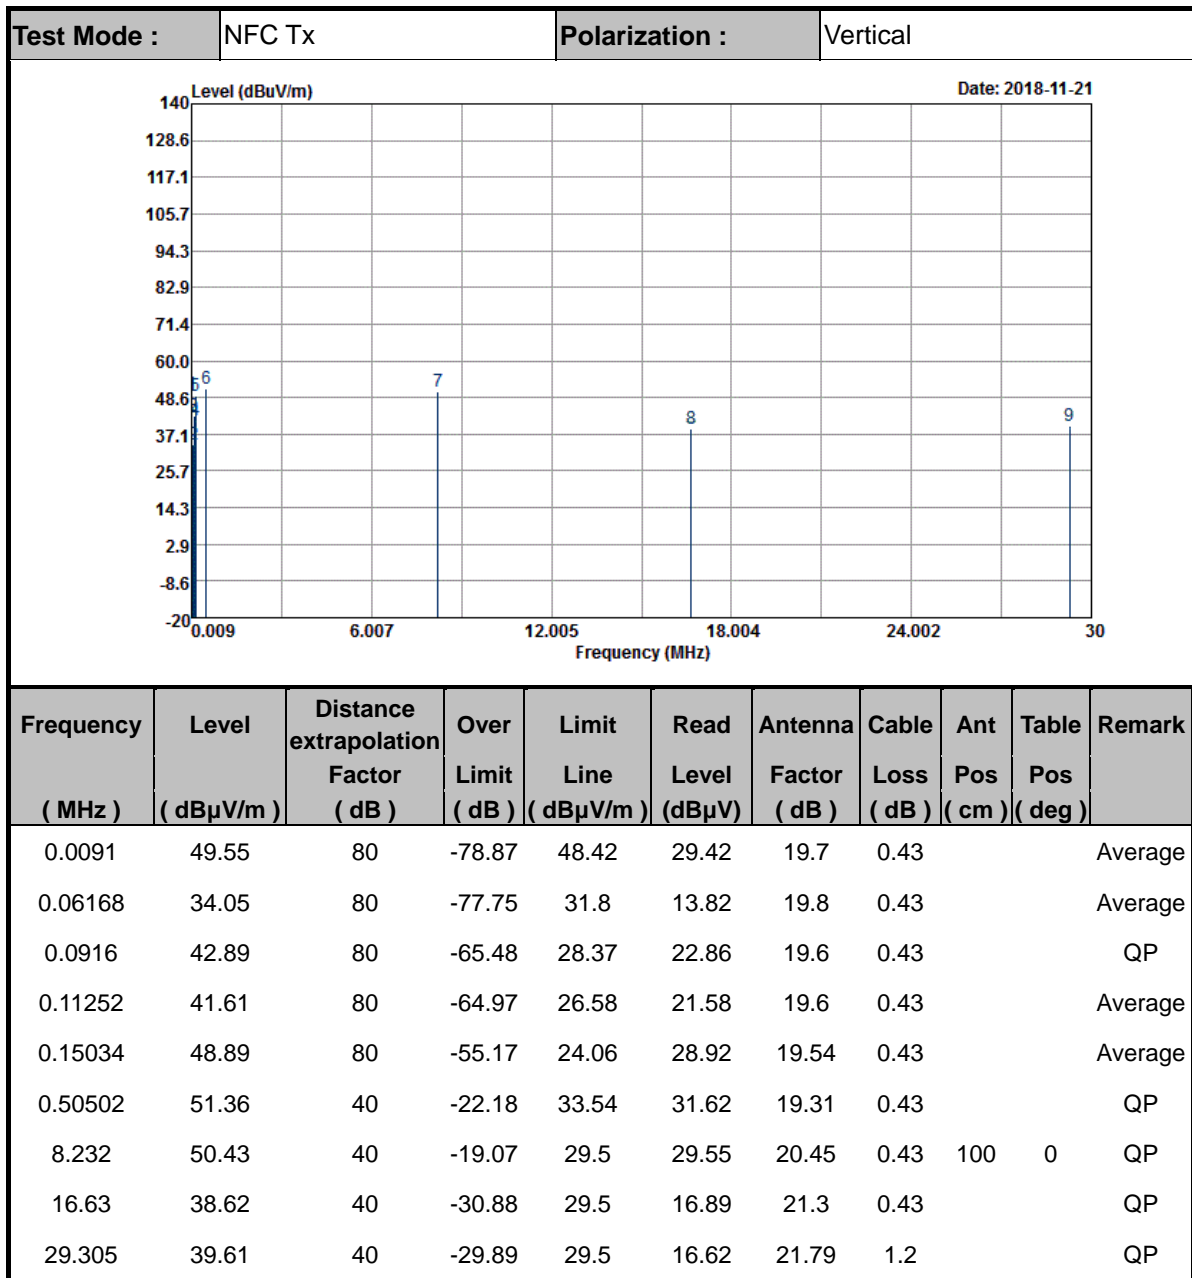 Test Mode : NFC Tx Polarization : Vertical
Level (dBuV/m) Date: 2018-11-21
140
128.6
117.1
105.7
94.3
82.9
71.4
60.0
48.6
37.1
25.7
14.3
2.9
-8.6
-20
5 6 7 8 9
0.009 6.007 12.005 18.004 24.002 30
Frequency (MHz)
Frequency Level Distance extrapolation Over Limit Read Antenna Cable Ant Table Remark
Factor Limit Line Level Factor Loss Pos Pos
( MHz ) ( dBµV/m ) ( dB ) ( dB ) ( dBµV/m ) (dBµV) ( dB ) ( dB ) ( cm ) ( deg )
0.0091 49.55 80 -78.87 48.42 29.42 19.7 0.43 Average
0.06168 34.05 80 -77.75 31.8 13.82 19.8 0.43 Average
0.0916 42.89 80 -65.48 28.37 22.86 19.6 0.43 QP
0.11252 41.61 80 -64.97 26.58 21.58 19.6 0.43 Average
0.15034 48.89 80 -55.17 24.06 28.92 19.54 0.43 Average
0.50502 51.36 40 -22.18 33.54 31.62 19.31 0.43 QP
8.232 50.43 40 -19.07 29.5 29.55 20.45 0.43 100 0 QP
16.63 38.62 40 -30.88 29.5 16.89 21.3 0.43 QP
29.305 39.61 40 -29.89 29.5 16.62 21.79 1.2 QP